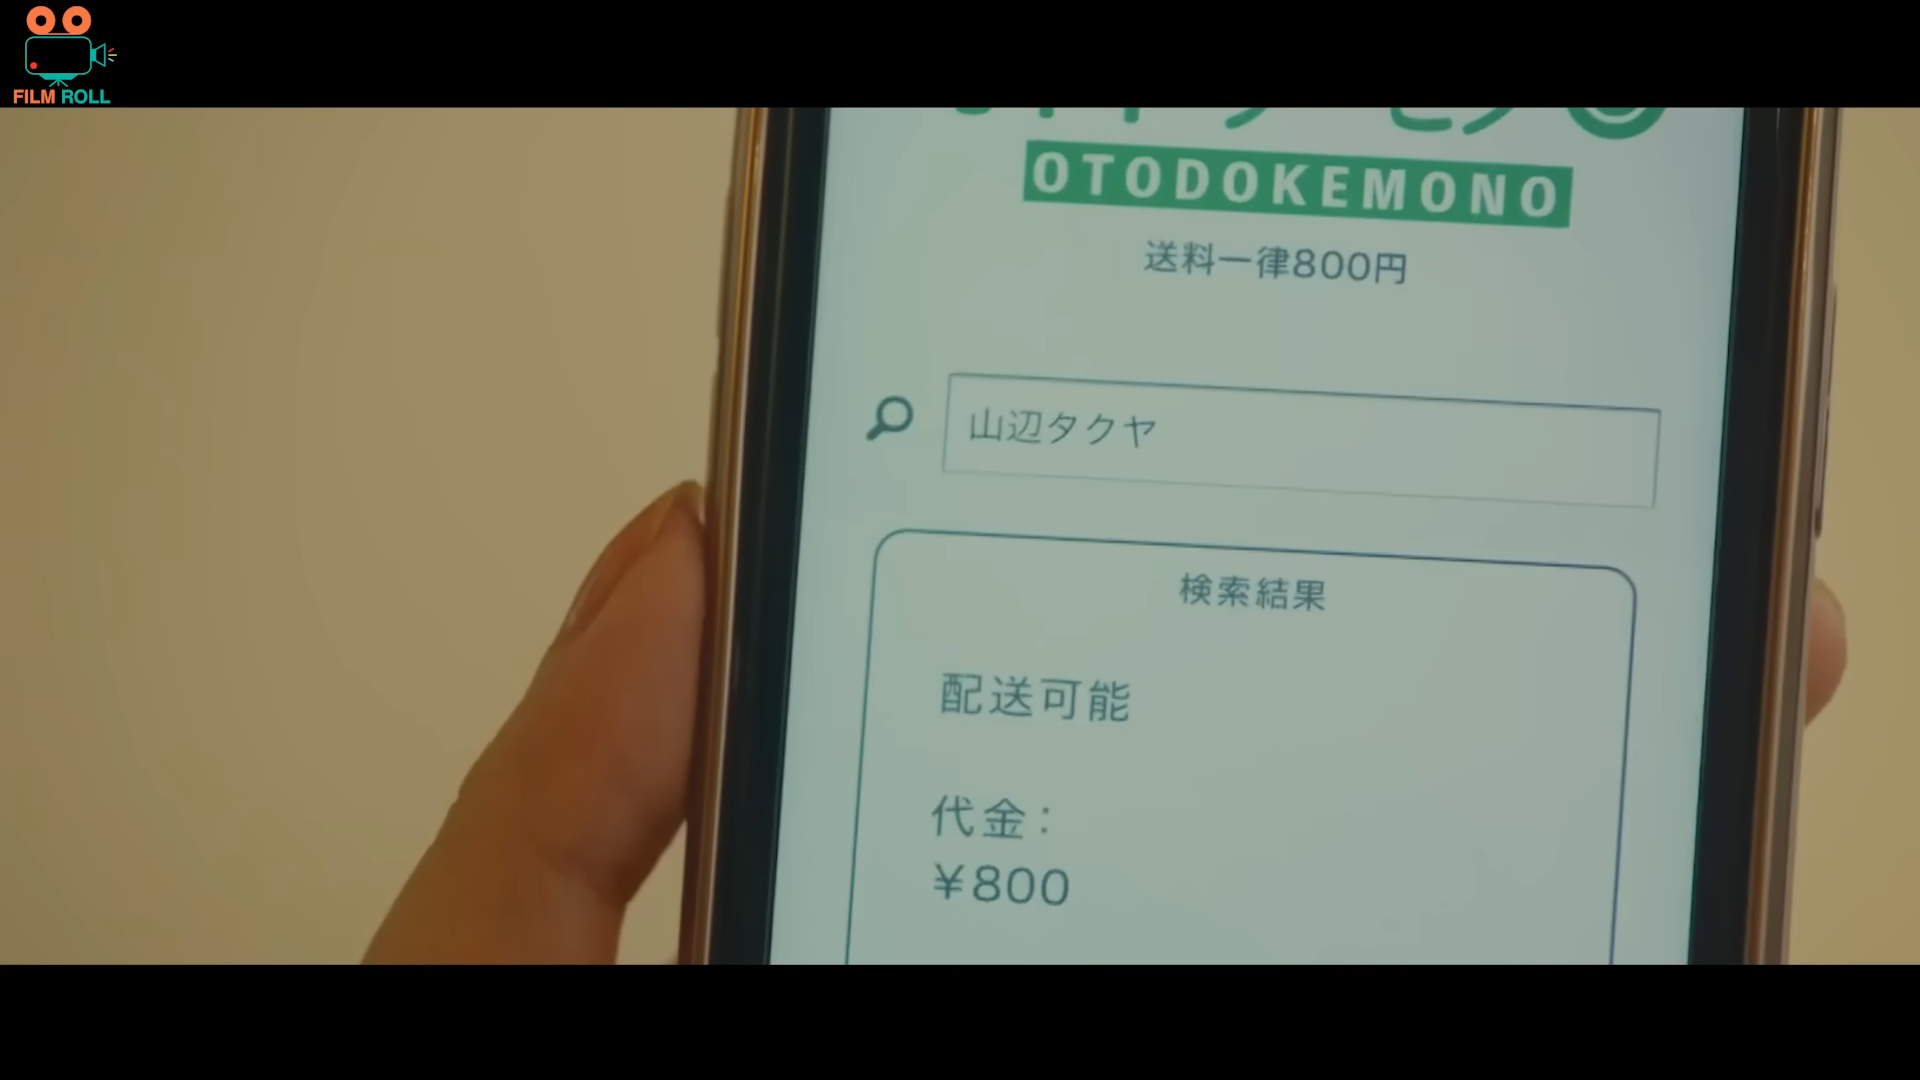 FILM ROLL
OTODOKEMONO
送料一律800円
山辺タクヤ
検索結果
配送可能
代金：
¥800